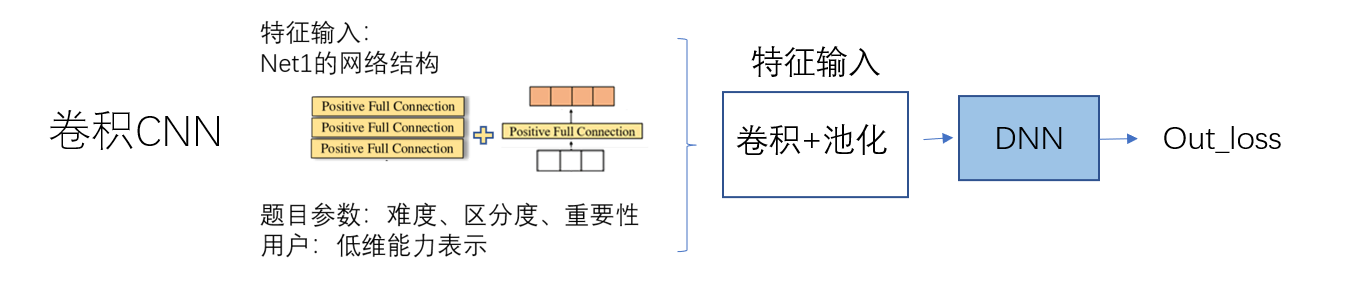 卷积CNN
特征输入：
Net1的网络结构
Positive Full Connection
Positive Full Connection
Positive Full Connection
Positive Full Connection
题目参数：难度、区分度、重要性
用户：低维能力表示
特征输入
卷积+池化
DNN
Out_loss